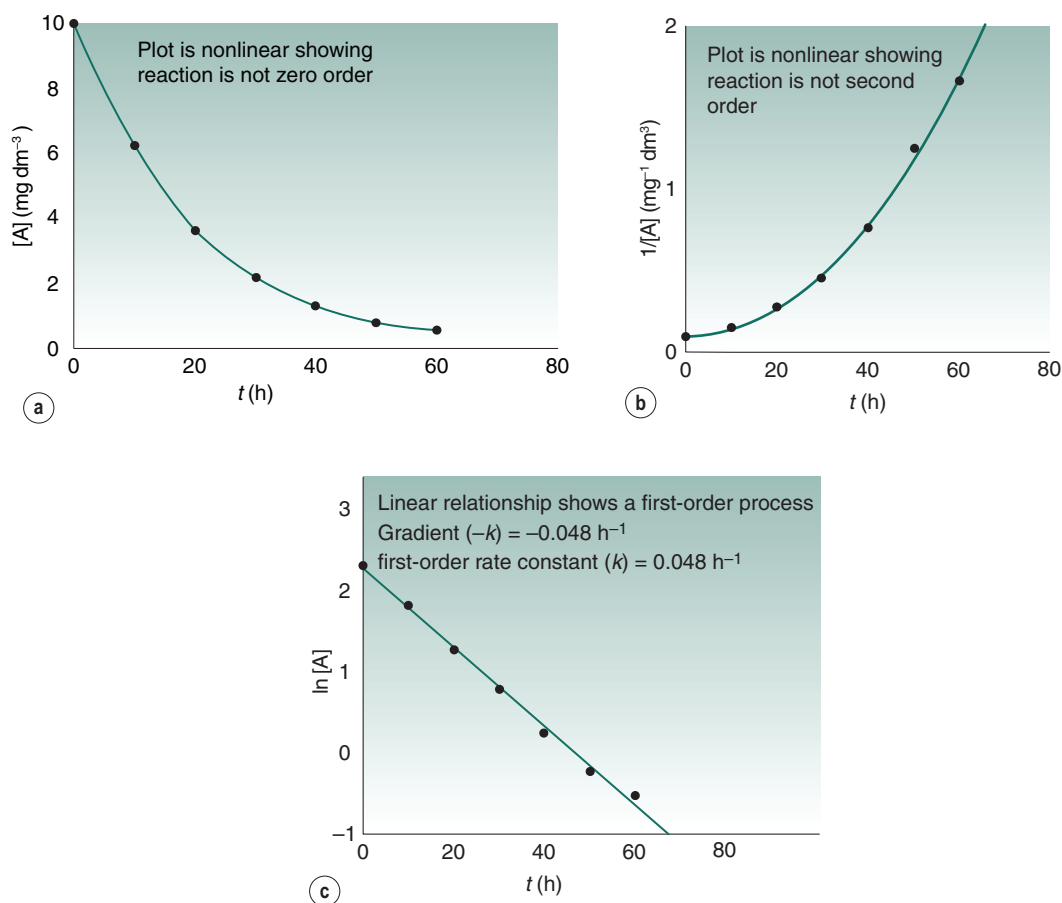 10
Plot is nonlinear showing
reaction is not zero order
8
6
4
2
0
[A] (mg dm⁻³)
0 20 40 60 80
t (h)
a
2
Plot is nonlinear showing
reaction is not second
order
1
0
1/[A] (mg⁻¹ dm³)
0 20 40 60 80
t (h)
b
3
Linear relationship shows a first-order process
Gradient (–k) = –0.048 h⁻¹
first-order rate constant (k) = 0.048 h⁻¹
2
1
0
–1
ln [A]
0 20 40 60 80
t (h)
c